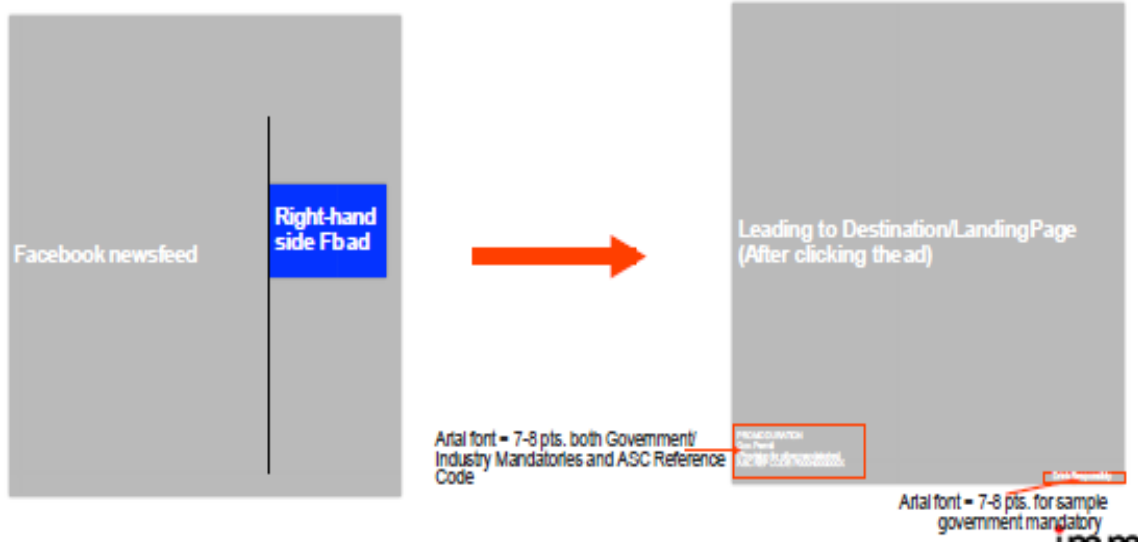 Facebook newsfeed
Right-hand
side Fb ad
Leading to Destination/Landing Page
(After clicking the ad)
Arial font = 7-8 pts. both Government/
Industry Mandatories and ASC Reference
Code
PROMO DURATION
Arial font = 7-8 pts. for sample
government mandatory